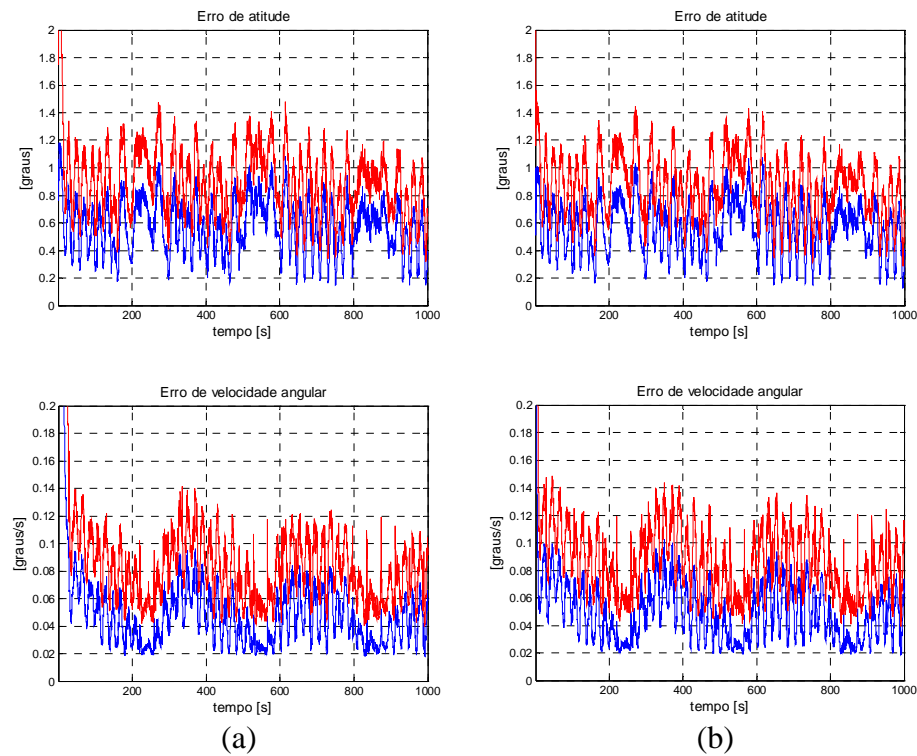 Erro de atitude
Erro de atitude
2
1.8
1.6
1.4
1.2
1
0.8
0.6
0.4
0.2
0
[graus]
200 400 600 800 1000
tempo [s]
2
1.8
1.6
1.4
1.2
1
0.8
0.6
0.4
0.2
0
[graus]
200 400 600 800 1000
tempo [s]
Erro de velocidade angular
Erro de velocidade angular
0.2
0.18
0.16
0.14
0.12
0.1
0.08
0.06
0.04
0.02
0
[graus/s]
200 400 600 800 1000
tempo [s]
0.2
0.18
0.16
0.14
0.12
0.1
0.08
0.06
0.04
0.02
0
[graus/s]
200 400 600 800 1000
tempo [s]
(a)
(b)